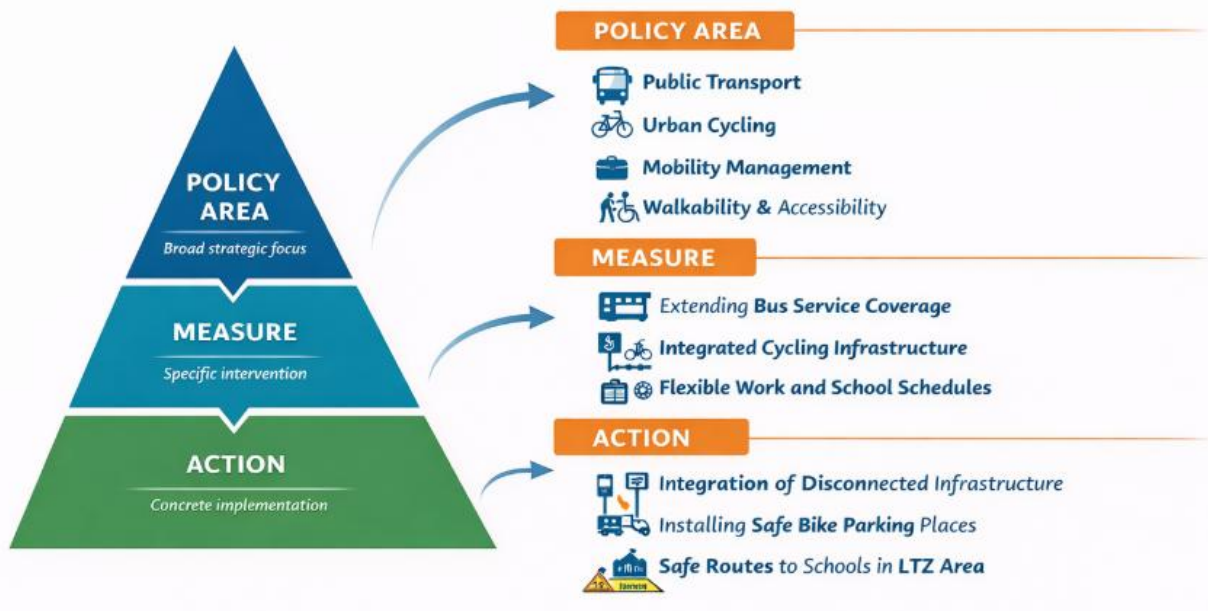 POLICY
AREA
Broad strategic focus
MEASURE
Specific intervention
ACTION
Concrete implementation
POLICY AREA
Public Transport
Urban Cycling
Mobility Management
Walkability & Accessibility
MEASURE
Extending Bus Service Coverage
Integrated Cycling Infrastructure
Flexible Work and School Schedules
ACTION
Integration of Disconnected Infrastructure
Installing Safe Bike Parking Places
Safe Routes to Schools in LTZ Area